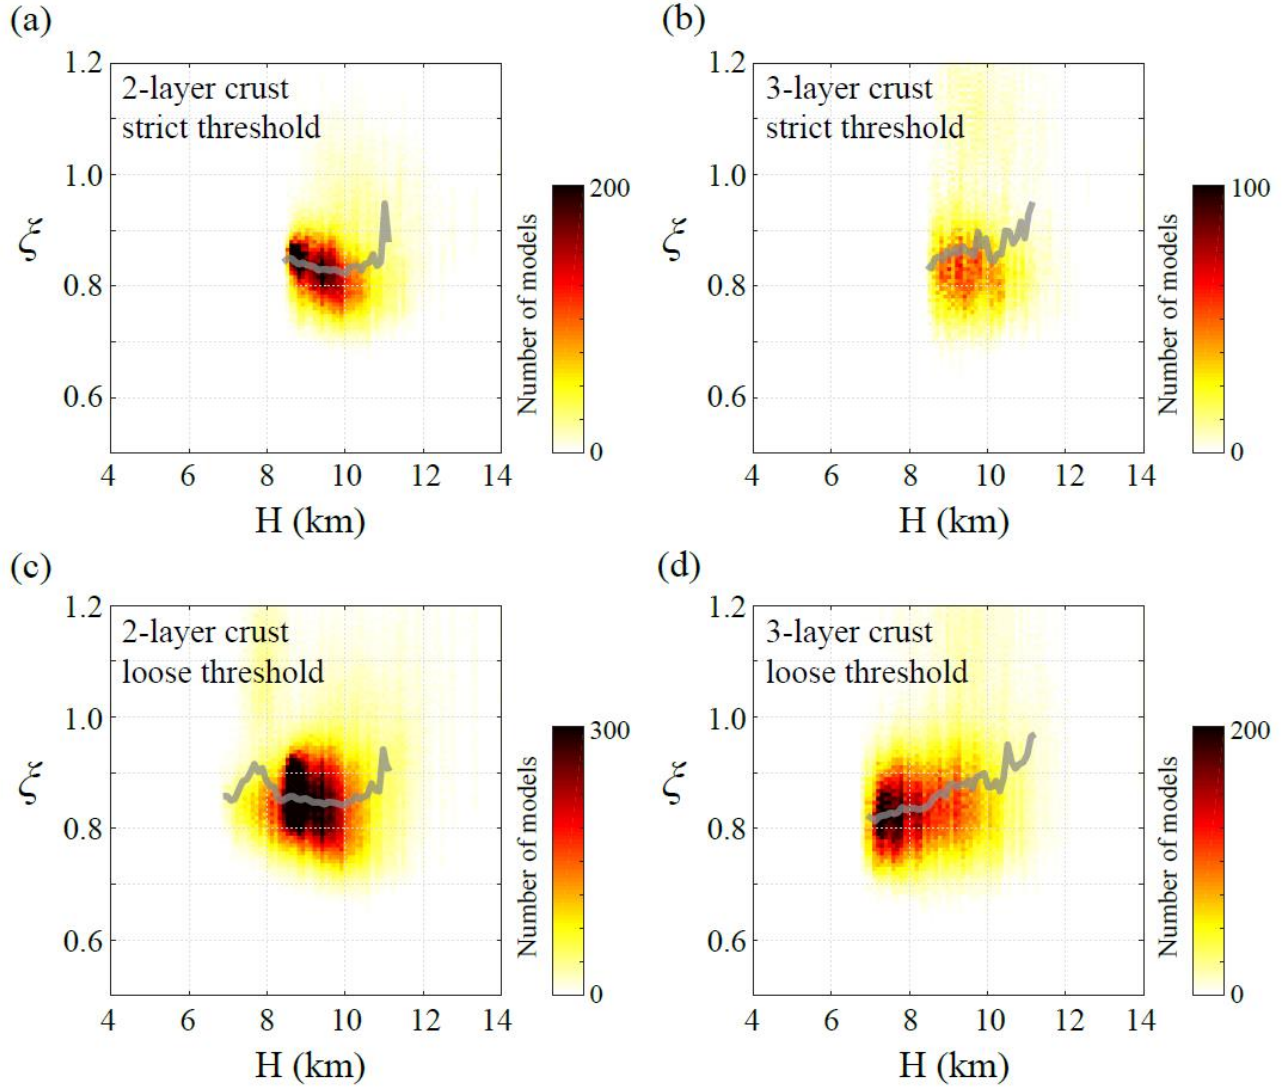 (a)
(b)
1.2
1.0
0.8
0.6
2-layer crust
strict threshold
ξ
4 6 8 10 12 14
H (km)
200
0
Number of models
1.2
1.0
0.8
0.6
3-layer crust
strict threshold
ξ
4 6 8 10 12 14
H (km)
100
0
Number of models
(c)
(d)
1.2
1.0
0.8
0.6
2-layer crust
loose threshold
ξ
4 6 8 10 12 14
H (km)
300
0
Number of models
1.2
1.0
0.8
0.6
3-layer crust
loose threshold
ξ
4 6 8 10 12 14
H (km)
200
0
Number of models